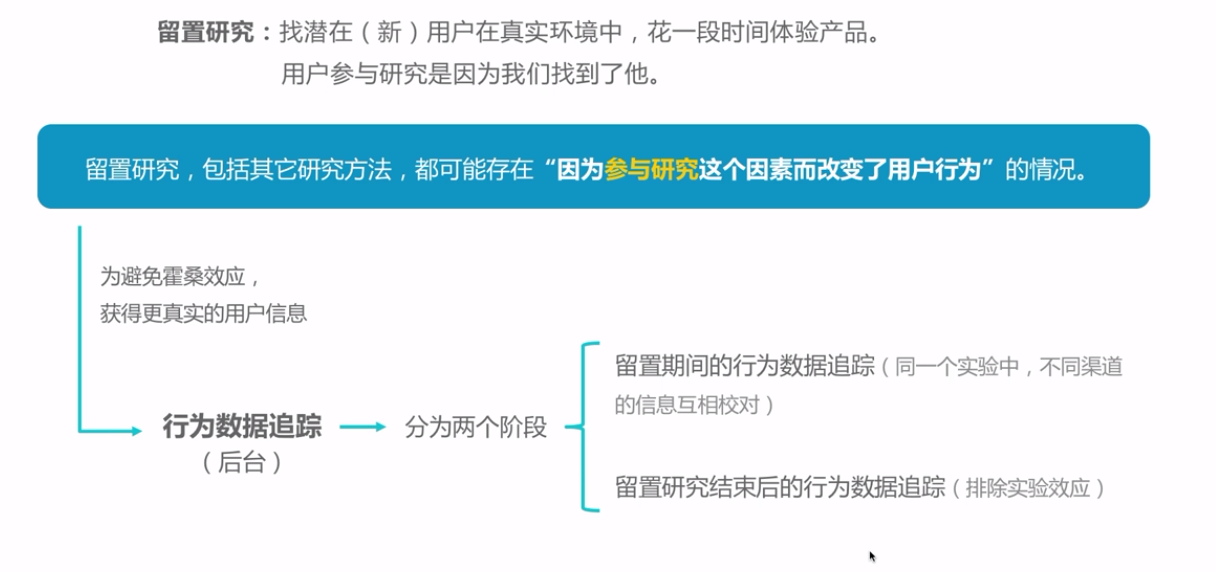 留置研究：找潜在（新）用户在真实环境中，花一段时间体验产品。
用户参与研究是因为我们找到了他。
留置研究，包括其它研究方法，都可能存在“因为参与研究这个因素而改变了用户行为”的情况。
为避免霍桑效应，
获得更真实的用户信息
行为数据追踪
（后台）
分为两个阶段
留置期间的行为数据追踪（同一个实验中，不同渠道
的信息互相校对）
留置研究结束后的行为数据追踪（排除实验效应）